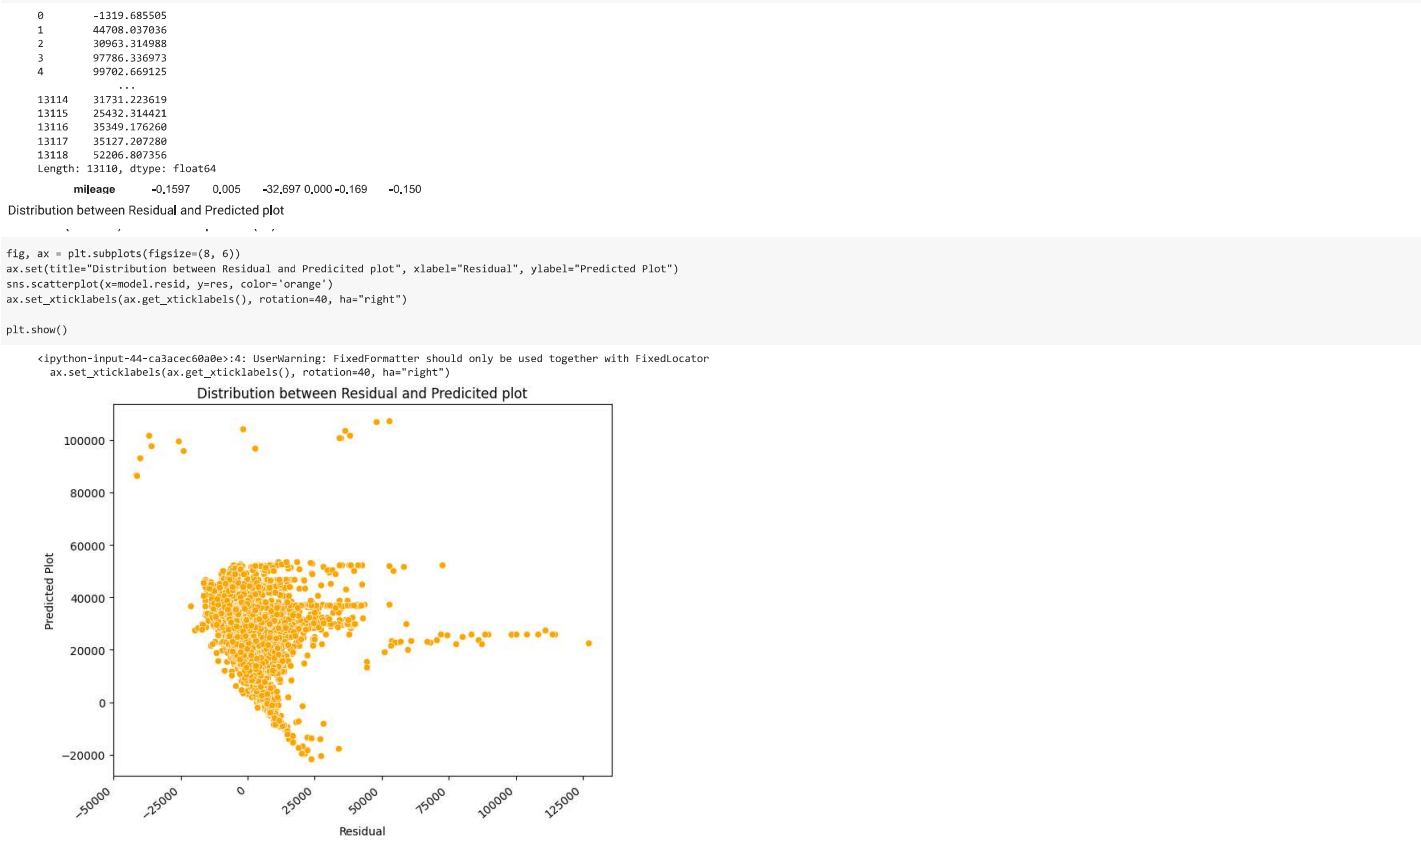 0 -1319.685505
1 44708.037036
2 30963.314988
3 97786.336973
4 99702.669125
...
13114 31731.223619
13115 25432.314421
13116 35349.176260
13117 35127.207280
13118 52206.807356
Length: 13110, dtype: float64
mileage -0.1597 0.005 -32.697 0.000 -0.169 -0.150
Distribution between Residual and Predicted plot
fig, ax = plt.subplots(figsize=(8, 6))
ax.set(title="Distribution between Residual and Predicited plot", xlabel="Residual", ylabel="Predicted Plot")
sns.scatterplot(x=model.resid, y=res, color='orange')
ax.set_xticklabels(ax.get_xticklabels(), rotation=40, ha="right")
plt.show()
<ipython-input-44-ca3acec60a0e>:4: UserWarning: FixedFormatter should only be used together with FixedLocator
ax.set_xticklabels(ax.get_xticklabels(), rotation=40, ha="right")
Distribution between Residual and Predicited plot
100000
80000
60000
40000
20000
0
−20000
Predicted Plot
−50000 −25000 0 25000 50000 75000 100000 125000
Residual